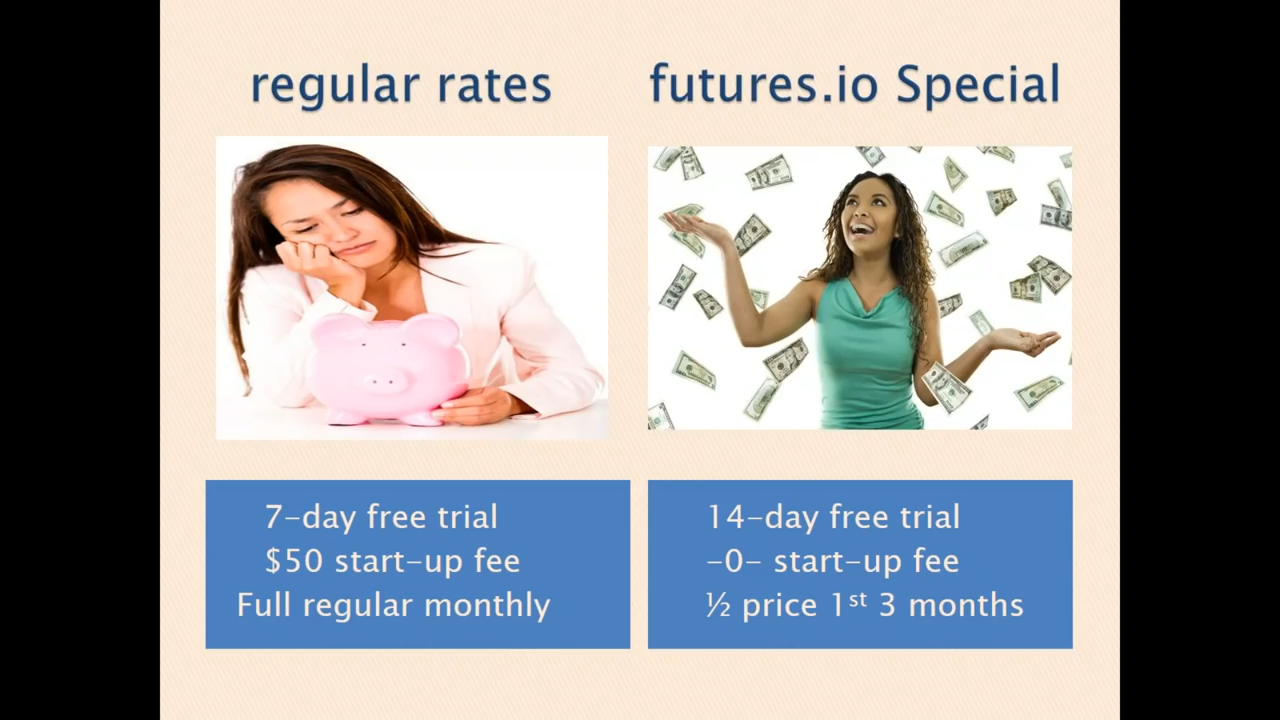 regular rates
futures.io Special
7-day free trial
$50 start-up fee
Full regular monthly
14-day free trial
-0- start-up fee
½ price 1st 3 months